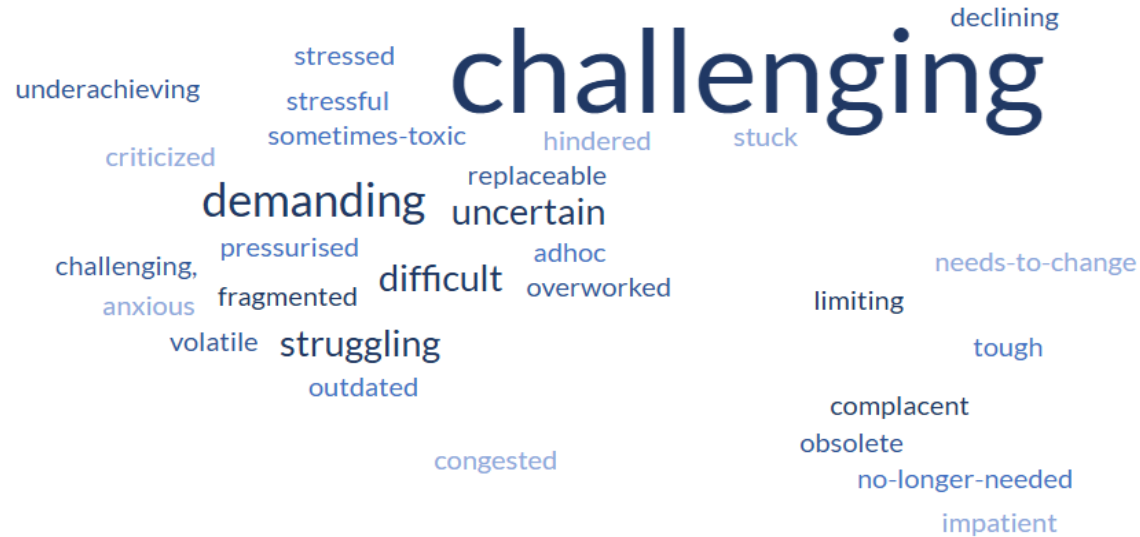 declining
challenging
stressed
underachieving
stressful
sometimes-toxic
hindered
stuck
criticized
replaceable
demanding
uncertain
pressurised
adhoc
needs-to-change
challenging,
difficult
overworked
anxious
fragmented
limiting
volatile
struggling
tough
outdated
complacent
obsolete
congested
no-longer-needed
impatient